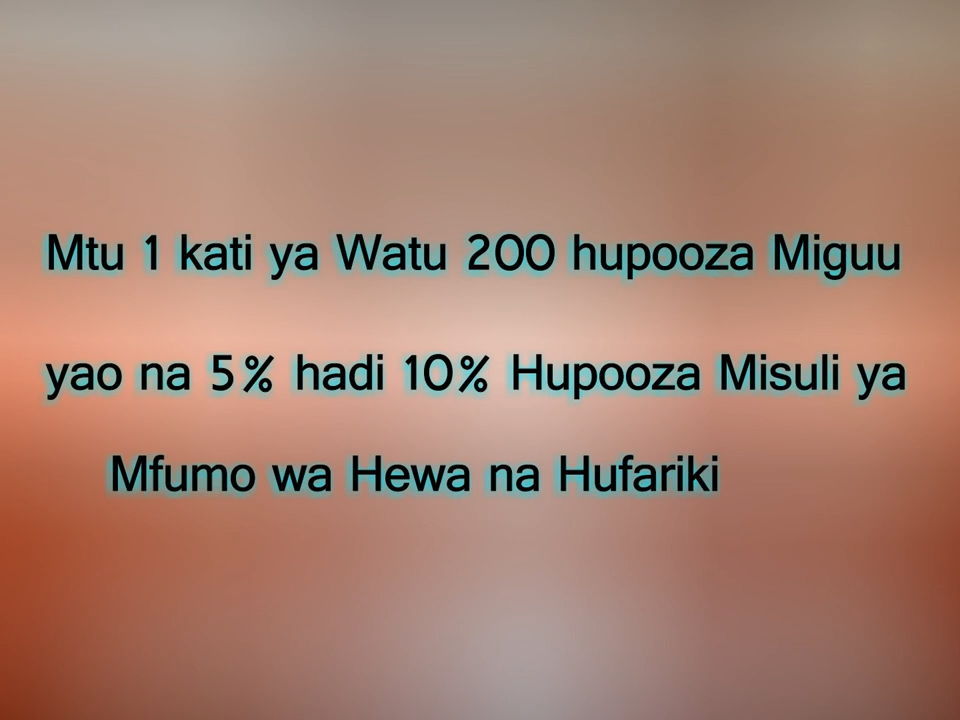 Mtu 1 kati ya Watu 200 hupooza Miguu
yao na 5% hadi 10% Hupooza Misuli ya
Mfumo wa Hewa na Hufariki